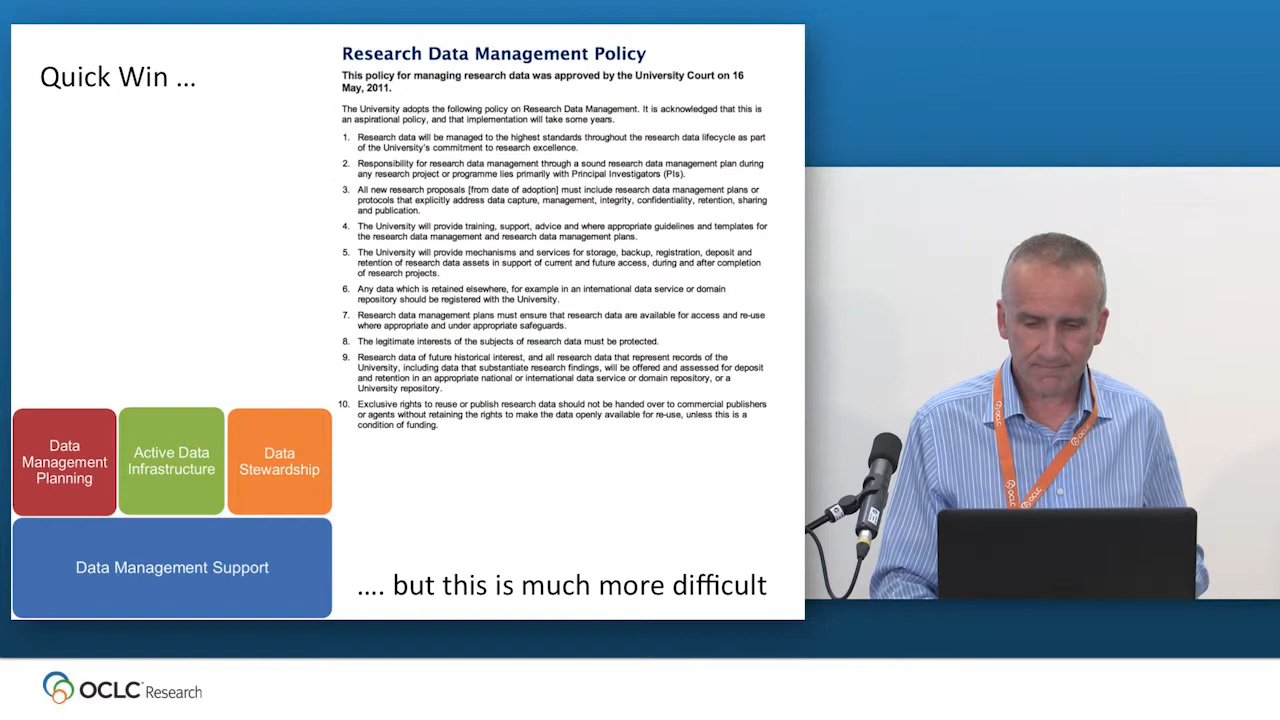 Quick Win ...
Research Data Management Policy
This policy for managing research data was approved by the University Court on 16
May, 2011.
The University adopts the following policy on Research Data Management. It is acknowledged that this is
an aspirational policy, and that implementation will take some years.
1. Research data will be managed to the highest standards throughout the research data lifecycle as part
of the University's commitment to research excellence.
2. Responsibility for research data management through a sound research data management plan during
any research project or programme lies primarily with Principal Investigators (PIs).
3. All new research proposals [from date of adoption] must include research data management plans or
protocols that explicitly address data capture, management, integrity, confidentiality, retention, sharing
and publication.
4. The University will provide training, support, advice and where appropriate guidelines and templates for
the research data management and research data management plans.
5. The University will provide mechanisms and services for storage, backup, registration, deposit and
retention of research data assets in support of current and future access, during and after completion
of research projects.
6. Any data which is retained elsewhere, for example in an international data service or domain
repository should be registered with the University.
7. Research data management plans must ensure that research data are available for access and re-use
where appropriate and under appropriate safeguards.
8. The legitimate interests of the subjects of research data must be protected.
9. Research data of future historical interest, and all research data that represent records of the
University, including data that substantiate research findings, will be offered and assessed for deposit
and retention in an appropriate national or international data service or domain repository, or a
University repository.
10. Exclusive rights to reuse or publish research data should not be handed over to commercial publishers
or agents without retaining the rights to make the data openly available for re-use, unless this is a
condition of funding.
Data
Management
Planning
Active Data
Infrastructure
Data
Stewardship
Data Management Support
.... but this is much more difficult
OCLC
OCLC
OCLC
OCLC Research